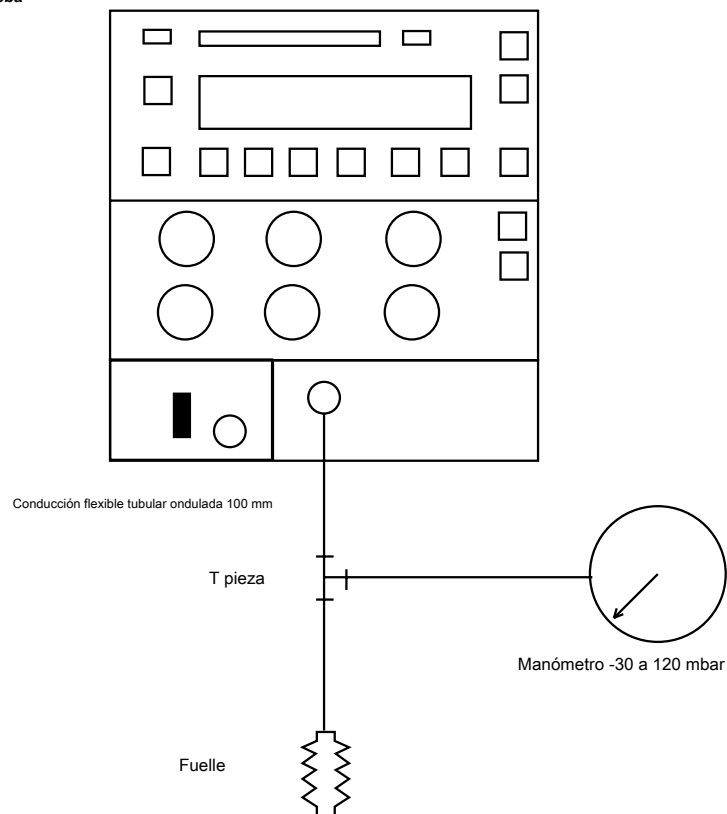 Conducción flexible tubular ondulada 100 mm
T pieza
Manómetro -30 a 120 mbar
Fuelle